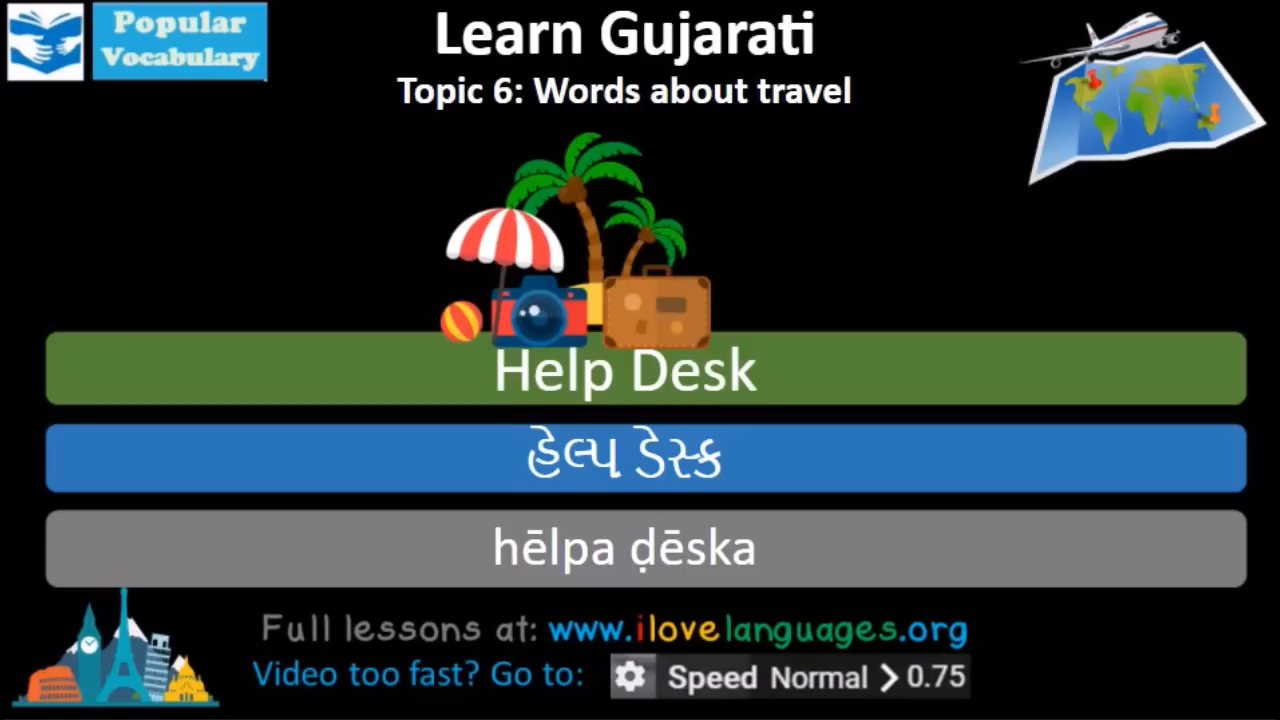 Popular
Vocabulary
Learn Gujarati
Topic 6: Words about travel
Help Desk
હેલ્પ ડેસ્ક
hēlpa ḍēska
Full lessons at: www.ilovelanguages.org
Video too fast? Go to: Speed Normal > 0.75